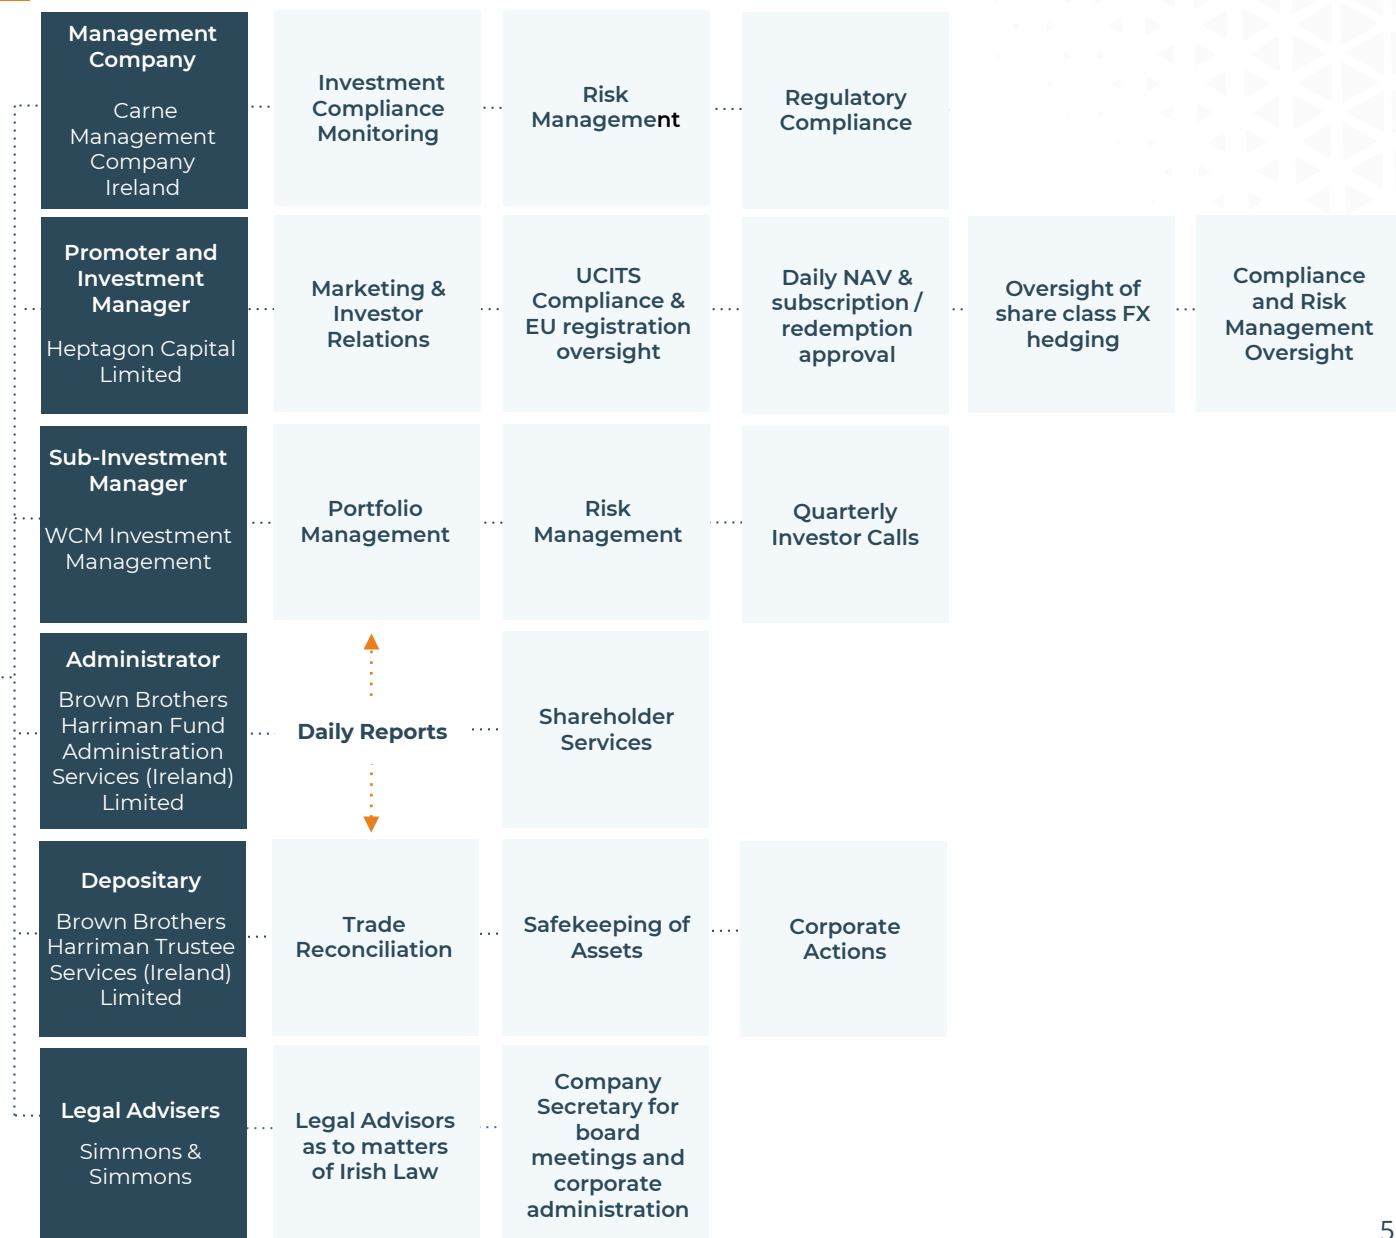 Management
Company
Carne
Management
Company
Ireland
Investment
Compliance
Monitoring
Risk
Management
Regulatory
Compliance
Promoter and
Investment
Manager
Heptagon Capital
Limited
Marketing &
Investor
Relations
UCITS
Compliance &
EU registration
oversight
Daily NAV &
subscription /
redemption
approval
Oversight of
share class FX
hedging
Compliance
and Risk
Management
Oversight
Sub-Investment
Manager
WCM Investment
Management
Portfolio
Management
Risk
Management
Quarterly
Investor Calls
Administrator
Brown Brothers
Harriman Fund
Administration
Services (Ireland)
Limited
Daily Reports
Shareholder
Services
Depositary
Brown Brothers
Harriman Trustee
Services (Ireland)
Limited
Trade
Reconciliation
Safekeeping of
Assets
Corporate
Actions
Legal Advisers
Simmons &
Simmons
Legal Advisors
as to matters
of Irish Law
Company
Secretary for
board
meetings and
corporate
administration
5